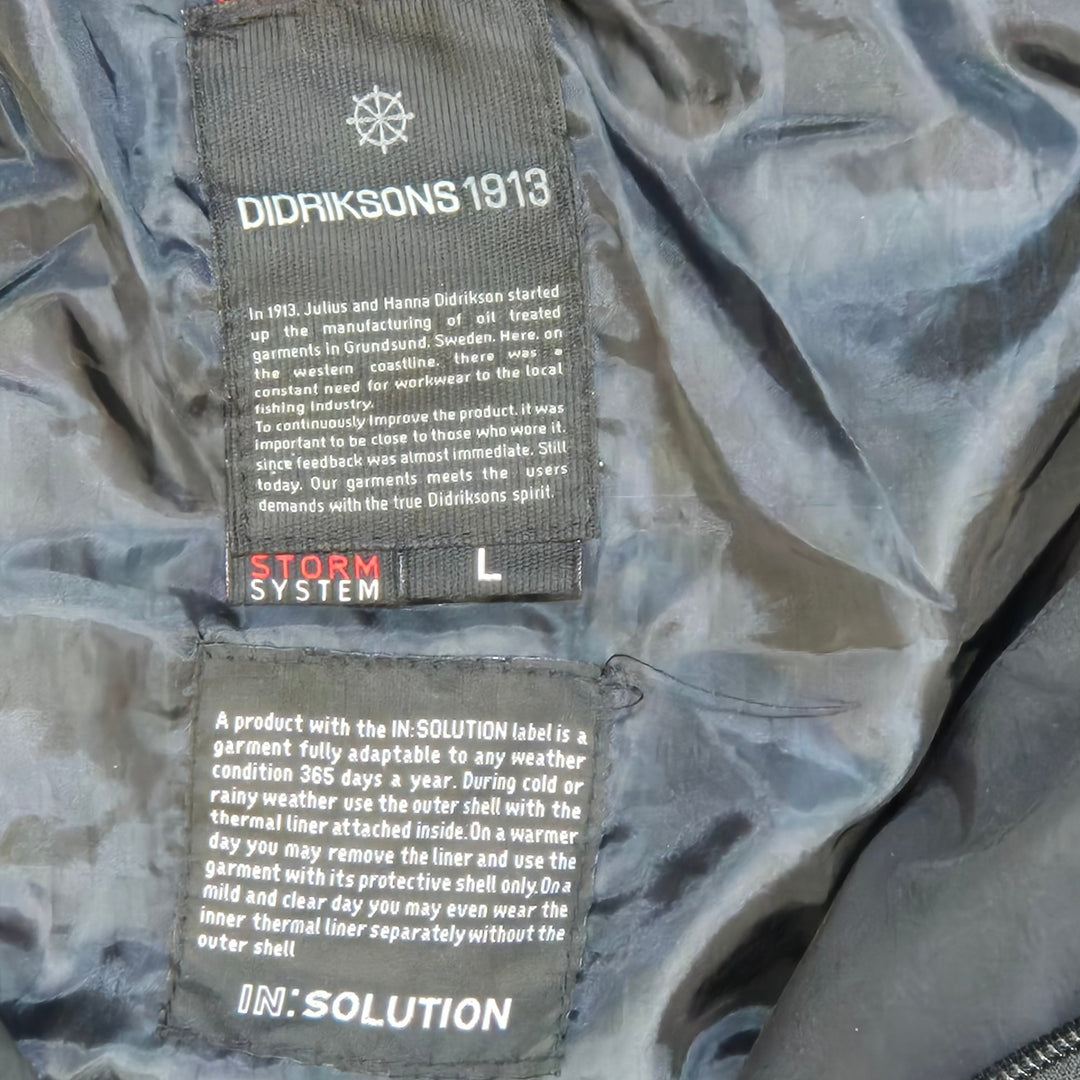 DIDRIKSONS 1913
In 1913, Julius and Hanna Didrikson started
up the manufacturing of oil treated
garments in Grundsund, Sweden. Here, on
the western coastline, there was a
constant need for workwear to the local
fishing industry.
To continuously improve the product, it was
important to be close to those who wore it,
since feedback was almost immediate. Still
today, Our garments meets the users
demands with the true Didriksons spirit.
STORM
SYSTEM
L
A product with the IN:SOLUTION label is a
garment fully adaptable to any weather
condition 365 days a year. During cold or
rainy weather use the outer shell with the
thermal liner attached inside. On a warmer
day you may remove the liner and use the
garment with its protective shell only. On a
mild and clear day you may even wear the
inner thermal liner separately without the
outer shell
IN:SOLUTION